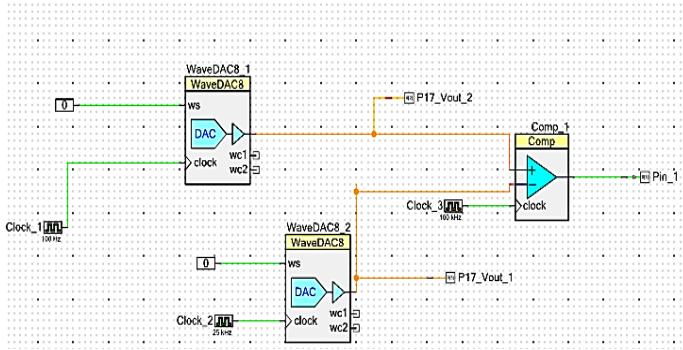 WaveDAC8_1
WaveDAC8
0
ws
DAC
wc1
wc2
clock
Clock_1
100 kHz
P17_Vout_2
Comp_1
Comp
+
-
clock
Pin_1
Clock_3
100 kHz
WaveDAC8_2
WaveDAC8
0
ws
DAC
wc1
wc2
clock
Clock_2
25 kHz
P17_Vout_1